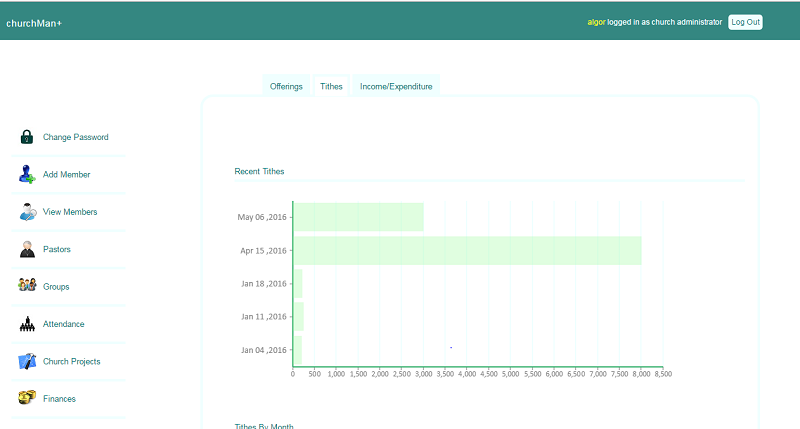 churchMan+
algor logged in as church administrator Log Out
Offerings Tithes Income/Expenditure
Change Password
Add Member
View Members
Pastors
Groups
Attendance
Church Projects
Finances
Recent Tithes
May 06 ,2016
Apr 15 ,2016
Jan 18 ,2016
Jan 11 ,2016
Jan 04 ,2016
0 500 1,000 1,500 2,000 2,500 3,000 3,500 4,000 4,500 5,000 5,500 6,000 6,500 7,000 7,500 8,000 8,500
Tithes By Month